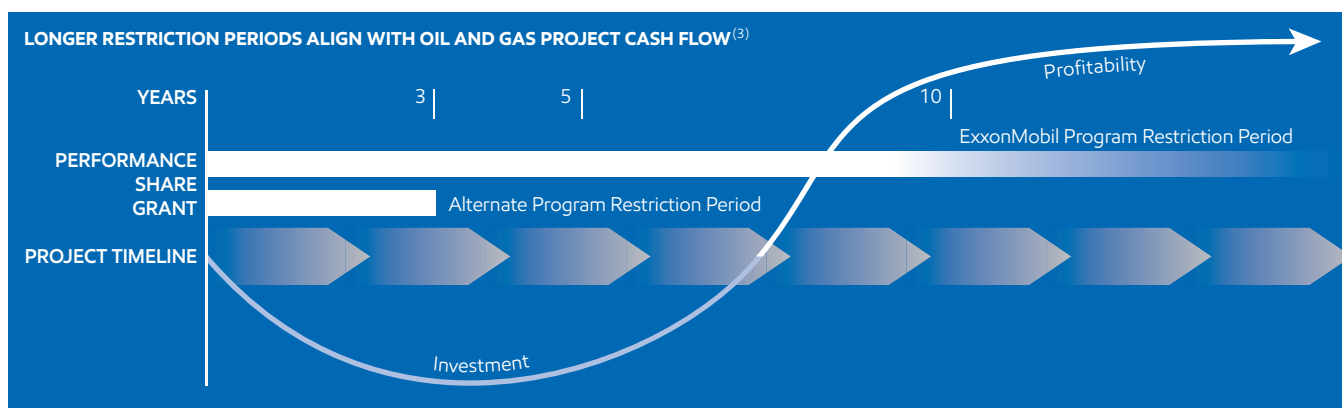 LONGER RESTRICTION PERIODS ALIGN WITH OIL AND GAS PROJECT CASH FLOW(3)
Profitability
YEARS 3 5 10
ExxonMobil Program Restriction Period
PERFORMANCE
SHARE
GRANT
Alternate Program Restriction Period
PROJECT TIMELINE
Investment